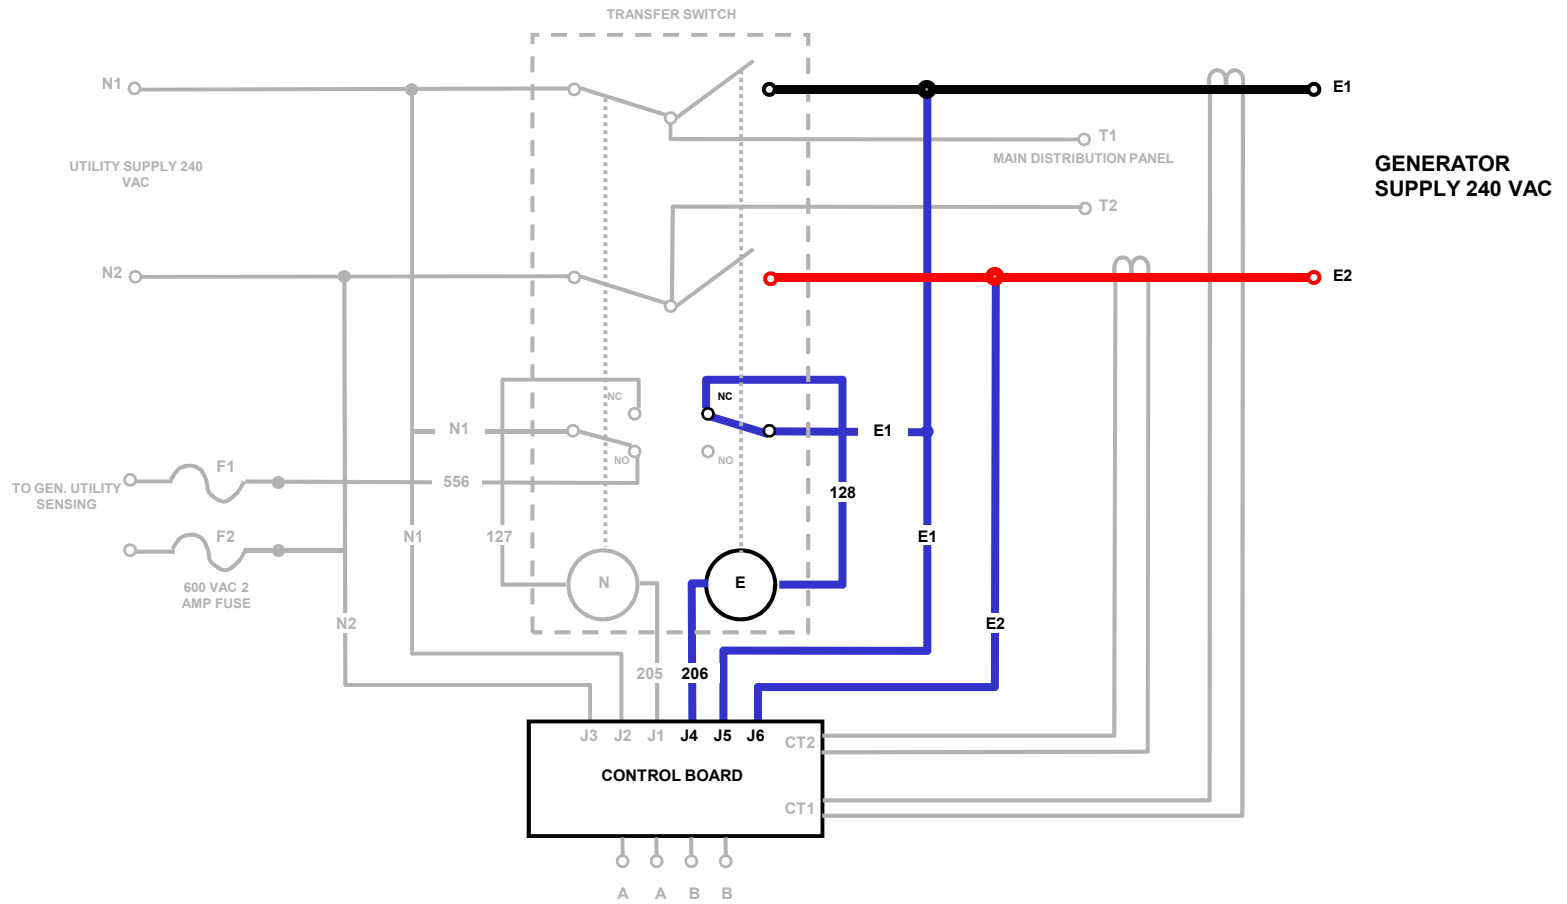 TRANSFER SWITCH
N1
E1
T1
MAIN DISTRIBUTION PANEL
UTILITY SUPPLY 240
VAC
GENERATOR
SUPPLY 240 VAC
T2
N2
E2
NC
NC
N1
E1
NO
NO
F1
TO GEN. UTILITY
SENSING
556
128
F2
N1
127
E1
600 VAC 2
AMP FUSE
N
E
N2
E2
205
206
J3
J2
J1
J4
J5
J6
CT2
CONTROL BOARD
CT1
A
A
B
B